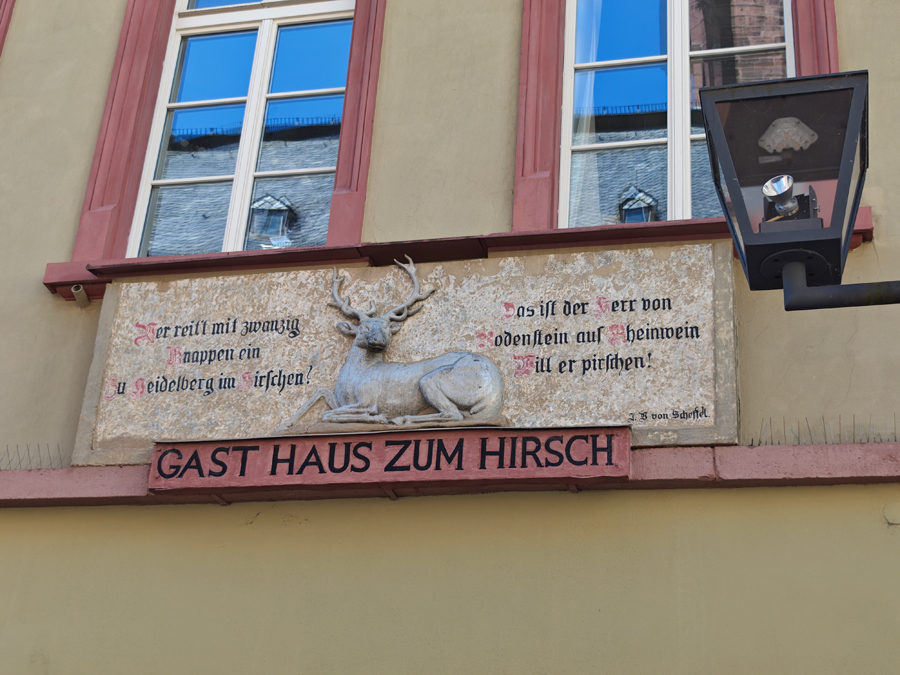 Wer reit't mit zwanzig
Knappen ein
Zu Heidelberg im Hirschen?
Das ist der Herr von
Rodenstein auf Rheinwein
Will er pirschen!
J. B von Scheffel.
GAST HAUS ZUM HIRSCH